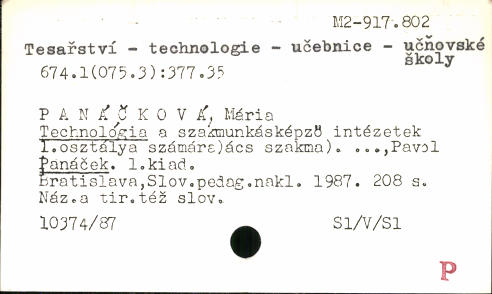 M2-917.802
Tesařství - technologie - učebnice - učňovské
školy
674.1(075.3):377.35
P A N Á Č K O V Á, Mária
Technológia a szakmunkásképző intézetek
I.osztálya számára)ács szakma). ...,Pavol
Panáček. 1.kiad.
Bratislava,Slov.pedag.nakl. 1987. 208 s.
Náz.a tir.též slov.
10374/87 S1/V/S1
P